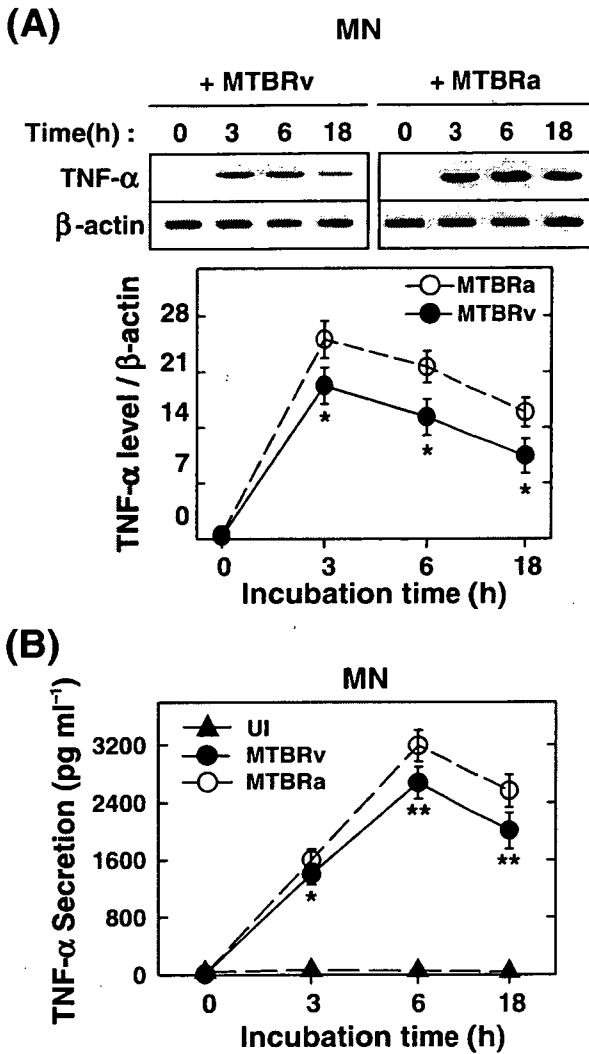 (A)
MN
+ MTBRv + MTBRa
Time(h) : 0 3 6 18 0 3 6 18
TNF-α
β-actin
TNF-α level / β-actin
28
21
14
7
0
MTBRa
MTBRv
*
*
*
0 3 6 18
Incubation time (h)
(B)
MN
TNF-α Secretion (pg ml⁻¹)
3200
2400
1600
800
0
UI
MTBRv
MTBRa
*
**
**
0 3 6 18
Incubation time (h)